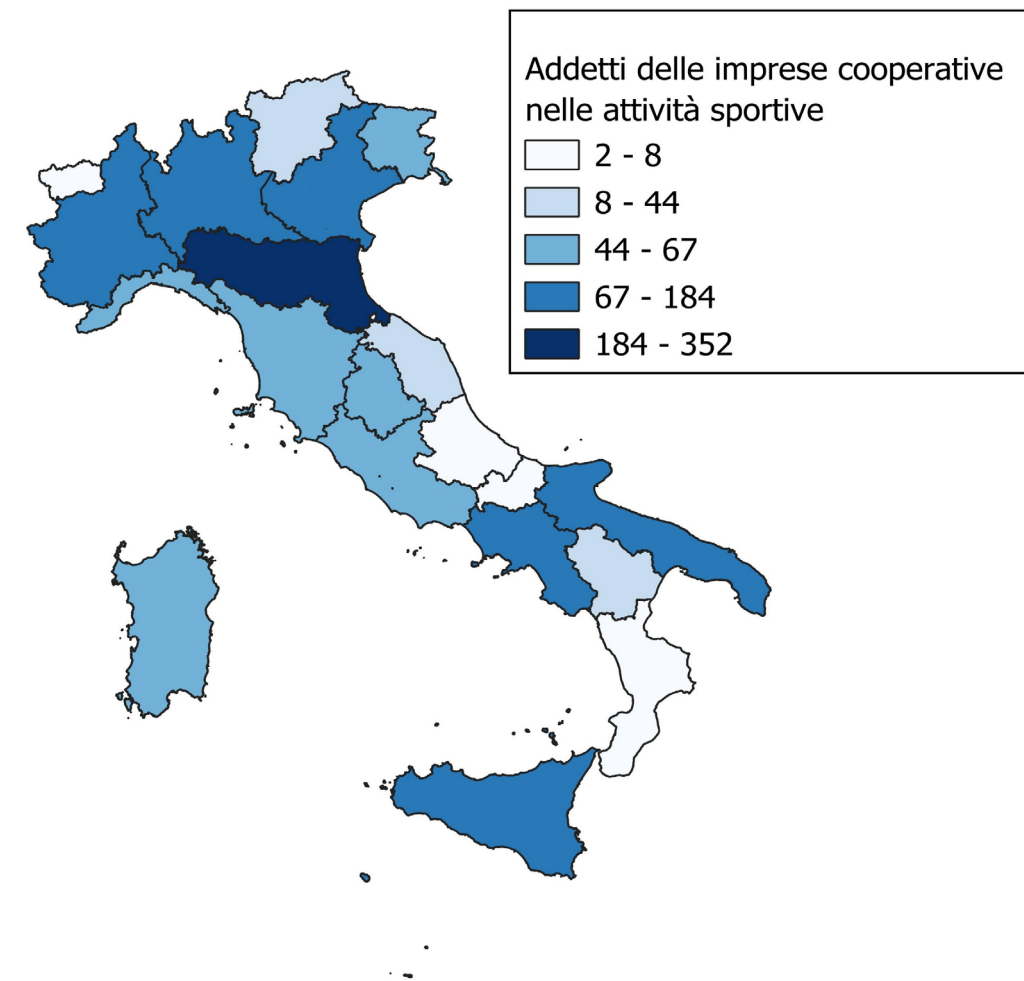 Addetti delle imprese cooperative
nelle attività sportive
2 - 8
8 - 44
44 - 67
67 - 184
184 - 352